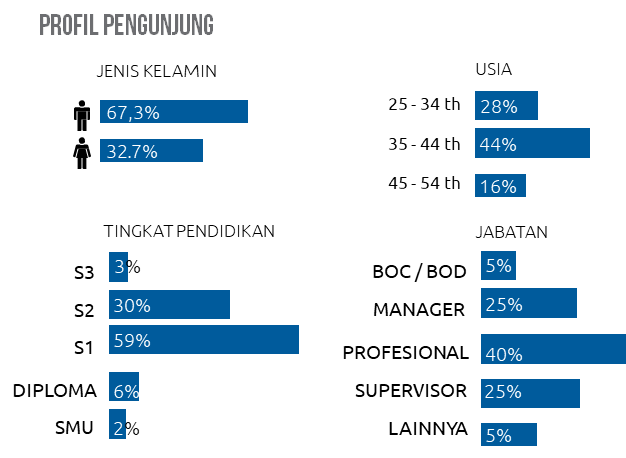 PROFIL PENGUNJUNG
JENIS KELAMIN
67,3%
32.7%
USIA
25 - 34 th 28%
35 - 44 th 44%
45 - 54 th 16%
TINGKAT PENDIDIKAN
S3 3%
S2 30%
S1 59%
DIPLOMA 6%
SMU 2%
JABATAN
BOC / BOD 5%
MANAGER 25%
PROFESIONAL 40%
SUPERVISOR 25%
LAINNYA 5%